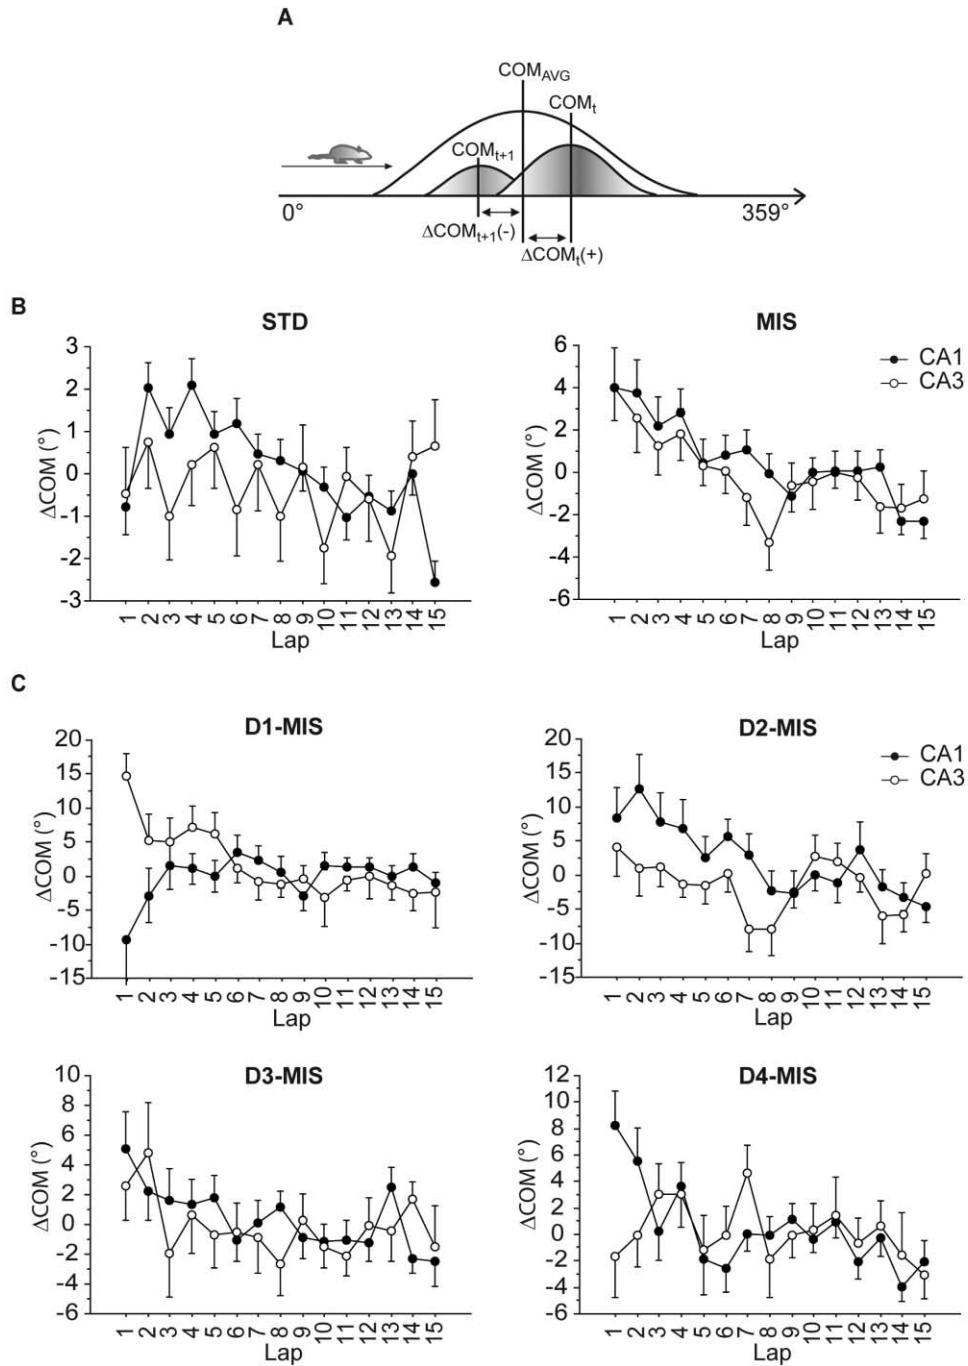 A
COM_AVG
COM_t
COM_t+1
0°
359°
ΔCOM_t+1(-)
ΔCOM_t(+)
B
STD
MIS
3
2
1
0
-1
-2
-3
ΔCOM (°)
1 2 3 4 5 6 7 8 9 10 11 12 13 14 15
Lap
6
4
2
0
-2
-4
-6
ΔCOM (°)
CA1
CA3
1 2 3 4 5 6 7 8 9 10 11 12 13 14 15
Lap
C
D1-MIS
D2-MIS
20
15
10
5
0
-5
-10
-15
ΔCOM (°)
1 2 3 4 5 6 7 8 9 10 11 12 13 14 15
Lap
20
15
10
5
0
-5
-10
-15
ΔCOM (°)
CA1
CA3
1 2 3 4 5 6 7 8 9 10 11 12 13 14 15
Lap
D3-MIS
D4-MIS
10
8
6
4
2
0
-2
-4
-6
ΔCOM (°)
1 2 3 4 5 6 7 8 9 10 11 12 13 14 15
Lap
12
10
8
6
4
2
0
-2
-4
-6
ΔCOM (°)
1 2 3 4 5 6 7 8 9 10 11 12 13 14 15
Lap